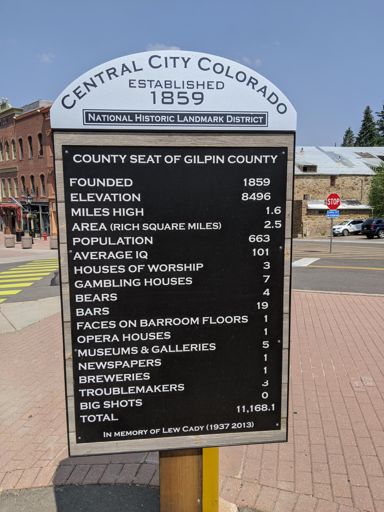 CENTRAL CITY COLORADO
ESTABLISHED
1859
NATIONAL HISTORIC LANDMARK DISTRICT
COUNTY SEAT OF GILPIN COUNTY
FOUNDED 1859
ELEVATION 8496
MILES HIGH 1.6
AREA (RICH SQUARE MILES) 2.5
POPULATION 663
AVERAGE IQ 101
HOUSES OF WORSHIP 3
GAMBLING HOUSES 7
BEARS 4
BARS 19
FACES ON BARROOM FLOORS 1
OPERA HOUSES 1
MUSEUMS & GALLERIES 5
NEWSPAPERS 1
BREWERIES 1
TROUBLEMAKERS 3
BIG SHOTS 0
TOTAL 11,168.1
IN MEMORY OF LEW CADY (1937 2013)
STOP